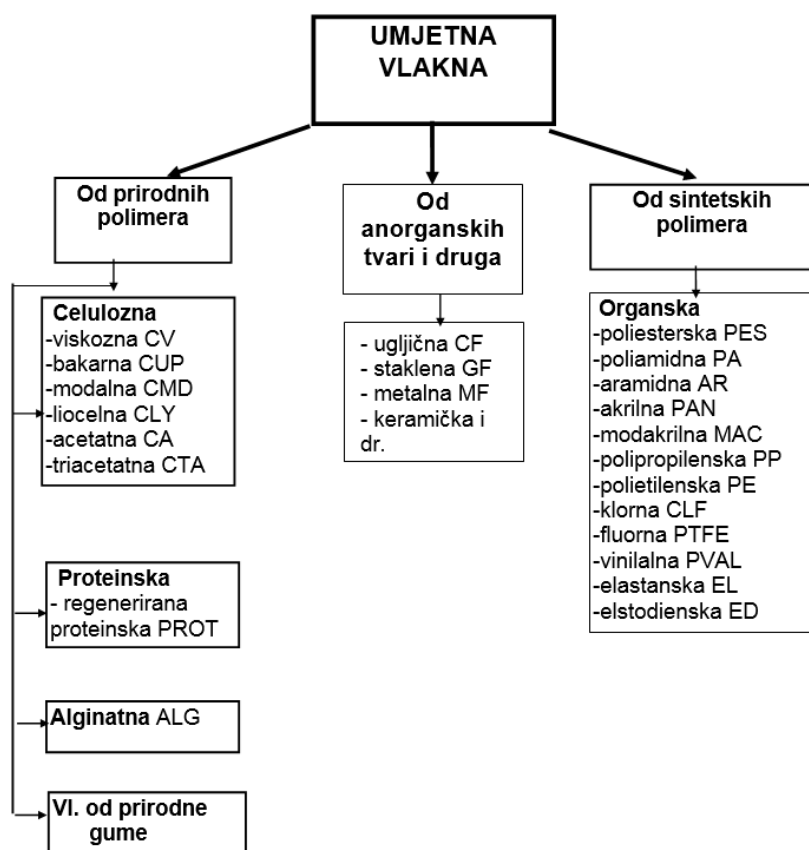 UMJETNA
VLAKNA
Od prirodnih
polimera
Od
anorganskih
tvari i druga
Od sintetskih
polimera
Celulozna
-viskozna CV
-bakarna CUP
-modalna CMD
-liocelna CLY
-acetatna CA
-triacetatna CTA
- ugljična CF
- staklena GF
- metalna MF
- keramička i
dr.
Organska
-poliesterska PES
-poliamidna PA
-aramidna AR
-akrilna PAN
-modakrilna MAC
-polipropilenska PP
-polietilenska PE
-klorna CLF
-fluorna PTFE
-vinilalna PVAL
-elastanska EL
-elstodienska ED
Proteinska
- regenerirana
proteinska PROT
Alginatna ALG
Vl. od prirodne
gume